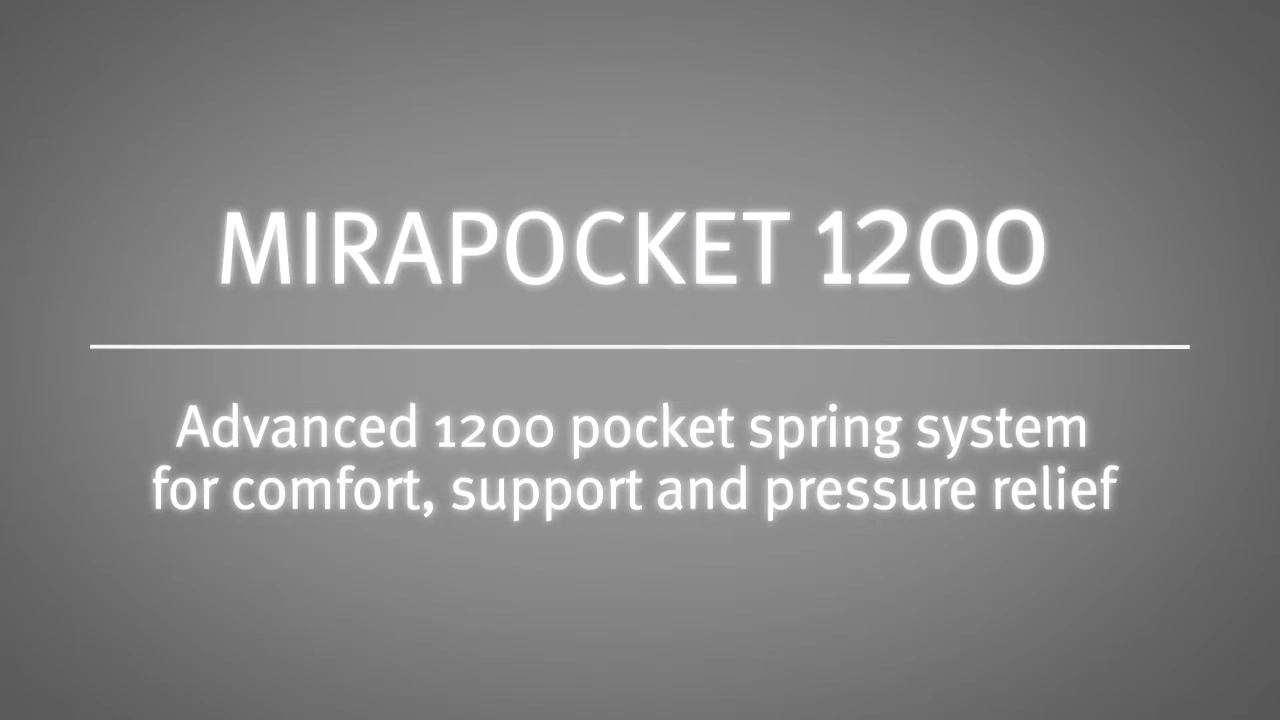 MIRAPOCKET 1200
Advanced 1200 pocket spring system
for comfort, support and pressure relief